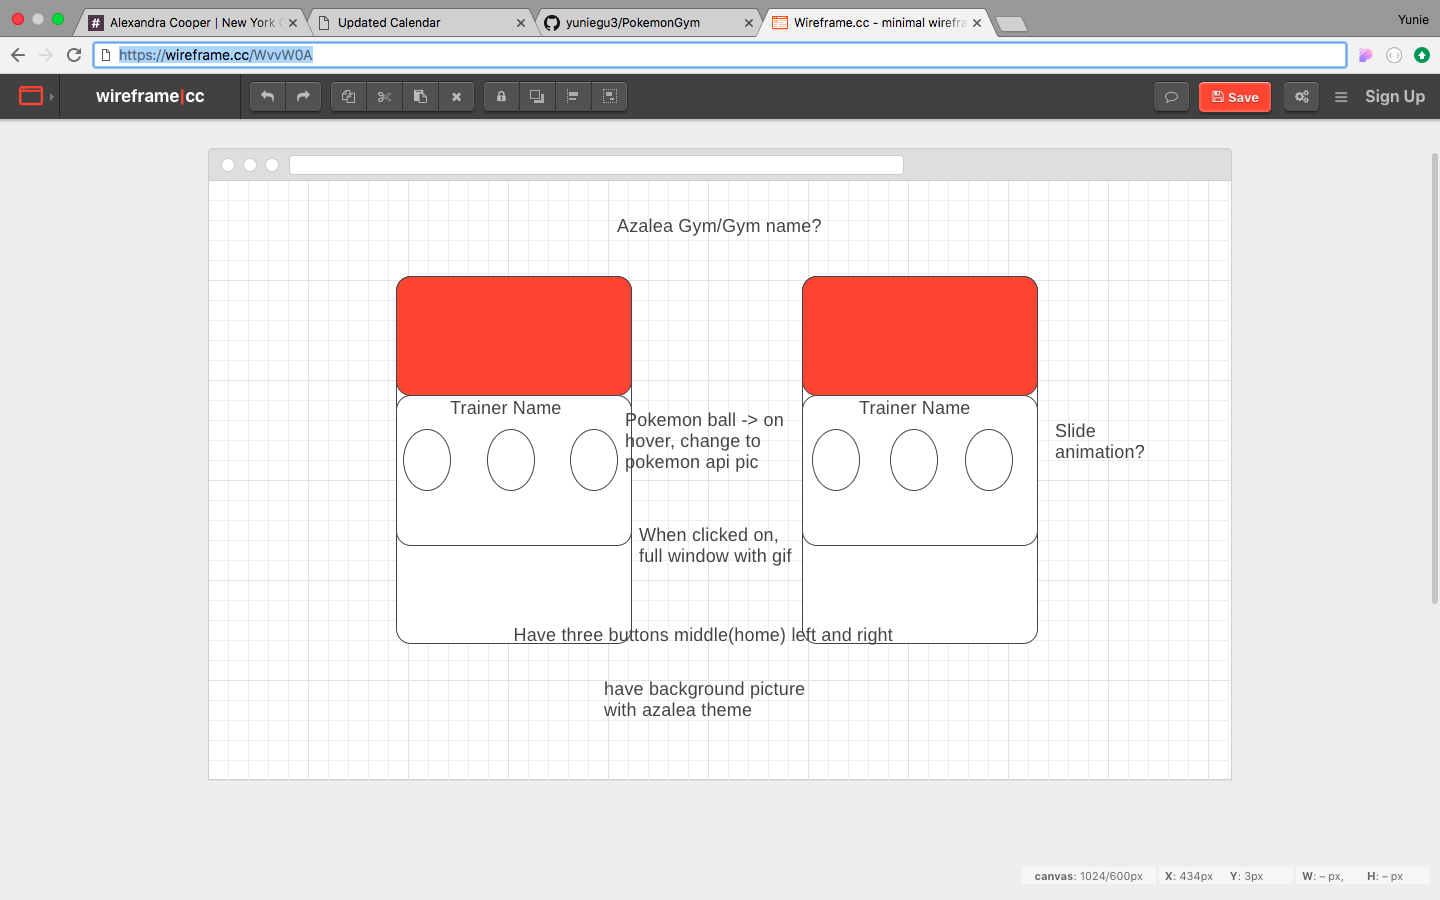 Alexandra Cooper | New York
Updated Calendar
yuniegu3/PokemonGym
Wireframe.cc - minimal wirefra
Yunie
https://wireframe.cc/WvvW0A
wireframe|cc
Save
Sign Up
Azalea Gym/Gym name?
Trainer Name
Trainer Name
Pokemon ball -> on
hover, change to
pokemon api pic
Slide
animation?
When clicked on,
full window with gif
Have three buttons middle(home) left and right
have background picture
with azalea theme
canvas: 1024/600px
X: 434px
Y: 3px
W: – px,
H: – px